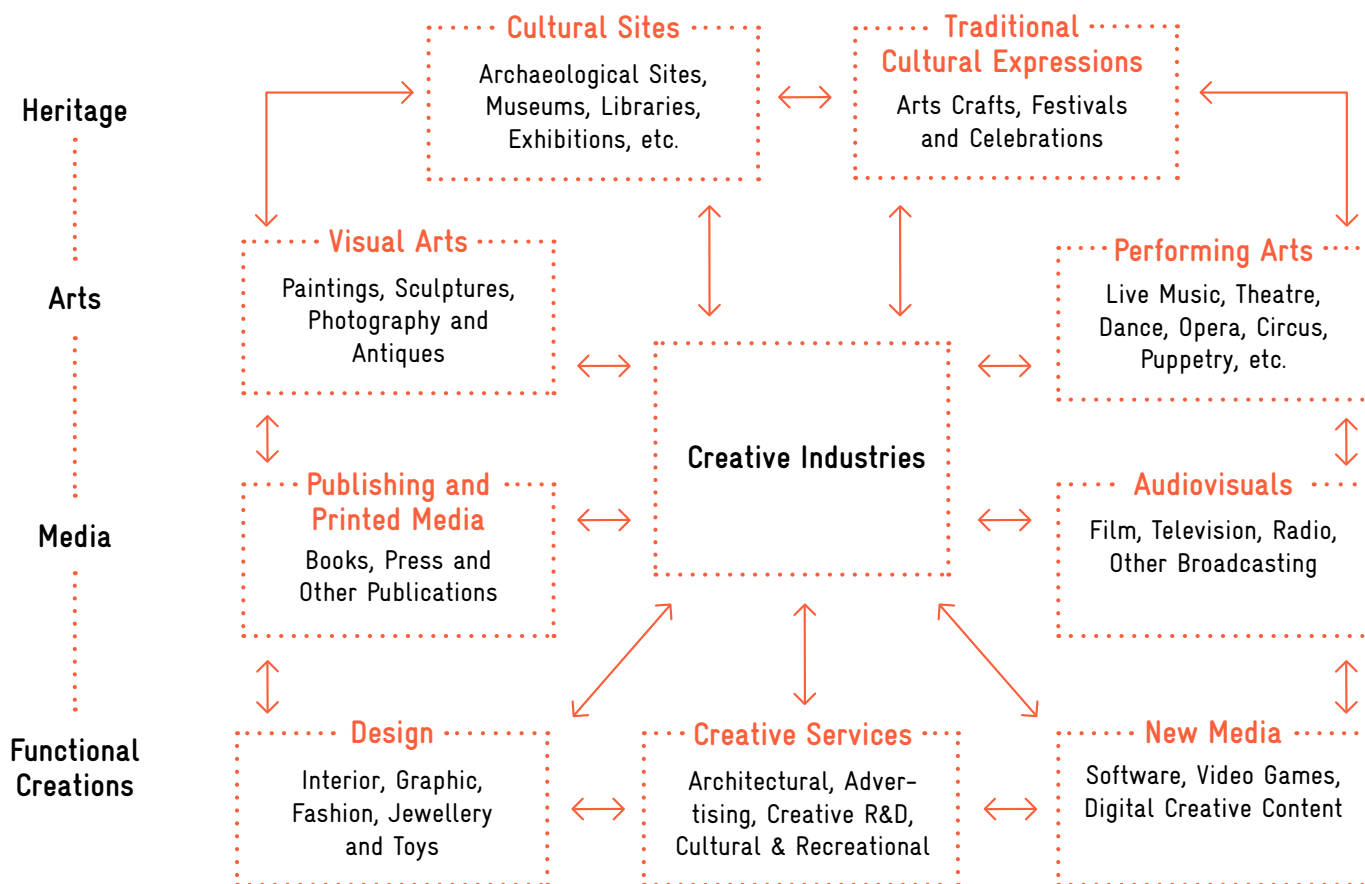 Heritage
Arts
Media
Functional
Creations
Cultural Sites
Archaeological Sites,
Museums, Libraries,
Exhibitions, etc.
Traditional
Cultural Expressions
Arts Crafts, Festivals
and Celebrations
Visual Arts
Paintings, Sculptures,
Photography and
Antiques
Creative Industries
Performing Arts
Live Music, Theatre,
Dance, Opera, Circus,
Puppetry, etc.
Publishing and
Printed Media
Books, Press and
Other Publications
Audiovisuals
Film, Television, Radio,
Other Broadcasting
Design
Interior, Graphic,
Fashion, Jewellery
and Toys
Creative Services
Architectural, Adver-
tising, Creative R&D,
Cultural & Recreational
New Media
Software, Video Games,
Digital Creative Content